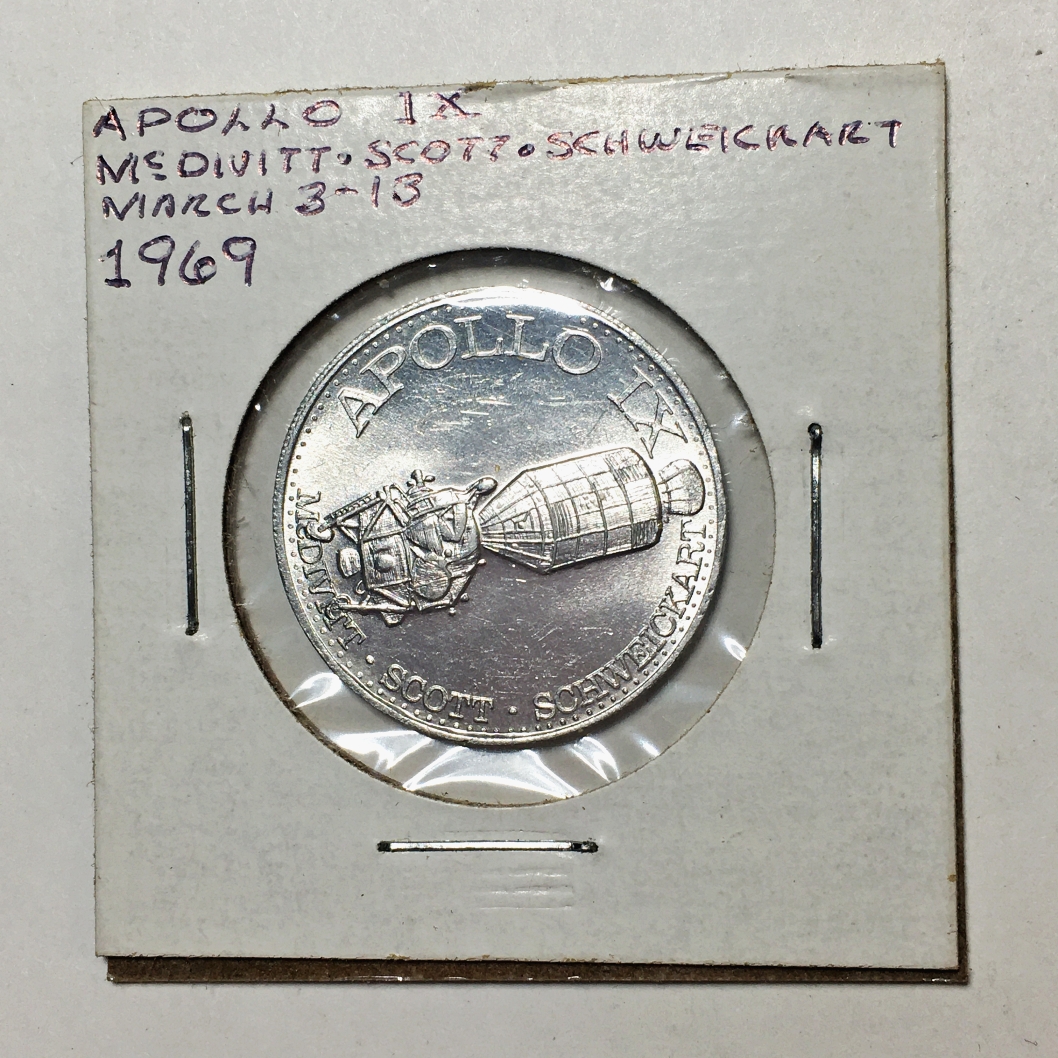 APOLLO IX
McDIVITT • SCOTT • SCHWEICKART
MARCH 3-13
1969
APOLLO IX
McDIVITT • SCOTT • SCHWEICKART